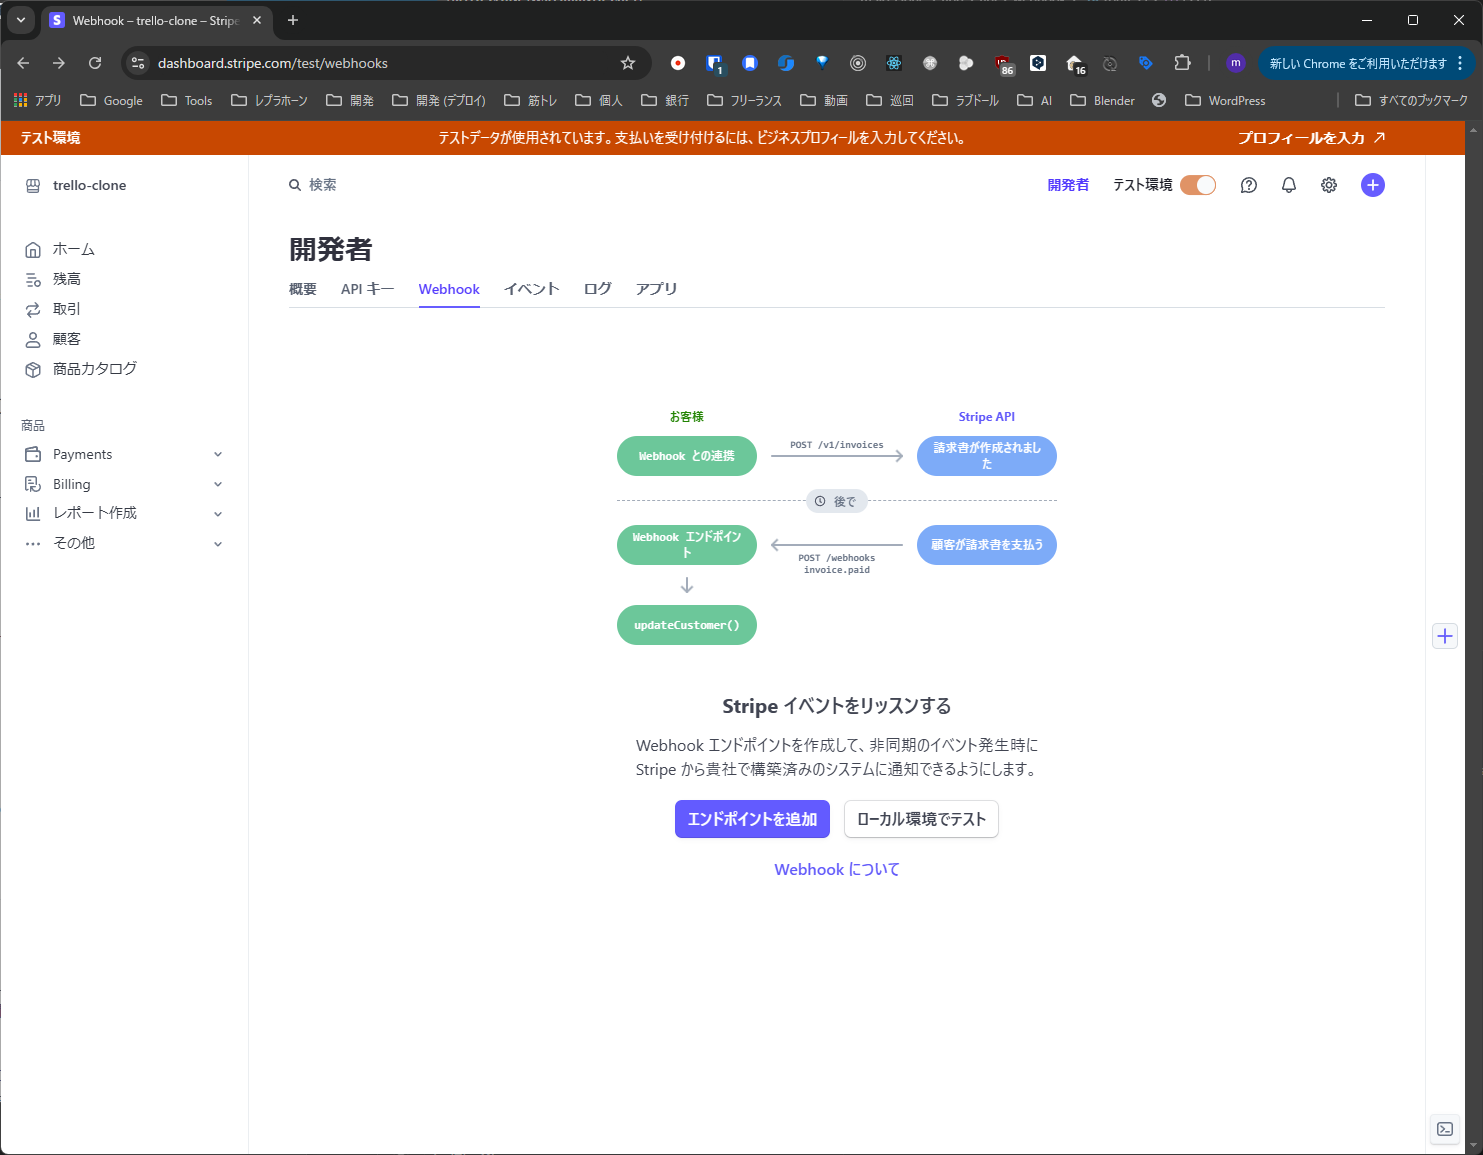 Webhook – trello-clone – Stripe
dashboard.stripe.com/test/webhooks
1
86
16
m
新しい Chrome をご利用いただけます
アプリ
Google
Tools
レプラホーン
開発
開発 (デプロイ)
筋トレ
個人
銀行
フリーランス
動画
巡回
ラブドール
AI
Blender
WordPress
すべてのブックマーク
テスト環境
テストデータが使用されています。支払いを受け付けるには、ビジネスプロフィールを入力してください。
プロフィールを入力
trello-clone
検索
開発者
テスト環境
ホーム
残高
取引
顧客
商品カタログ
商品
Payments
Billing
レポート作成
その他
開発者
概要
API キー
Webhook
イベント
ログ
アプリ
お客様
Stripe API
Webhook との連携
POST /v1/invoices
請求書が作成されまし
た
後で
Webhook エンドポイン
ト
POST /webhooks
invoice.paid
顧客が請求書を支払う
updateCustomer()
Stripe イベントをリッスンする
Webhook エンドポイントを作成して、非同期のイベント発生時に
Stripe から貴社で構築済みのシステムに通知できるようにします。
エンドポイントを追加
ローカル環境でテスト
Webhook について